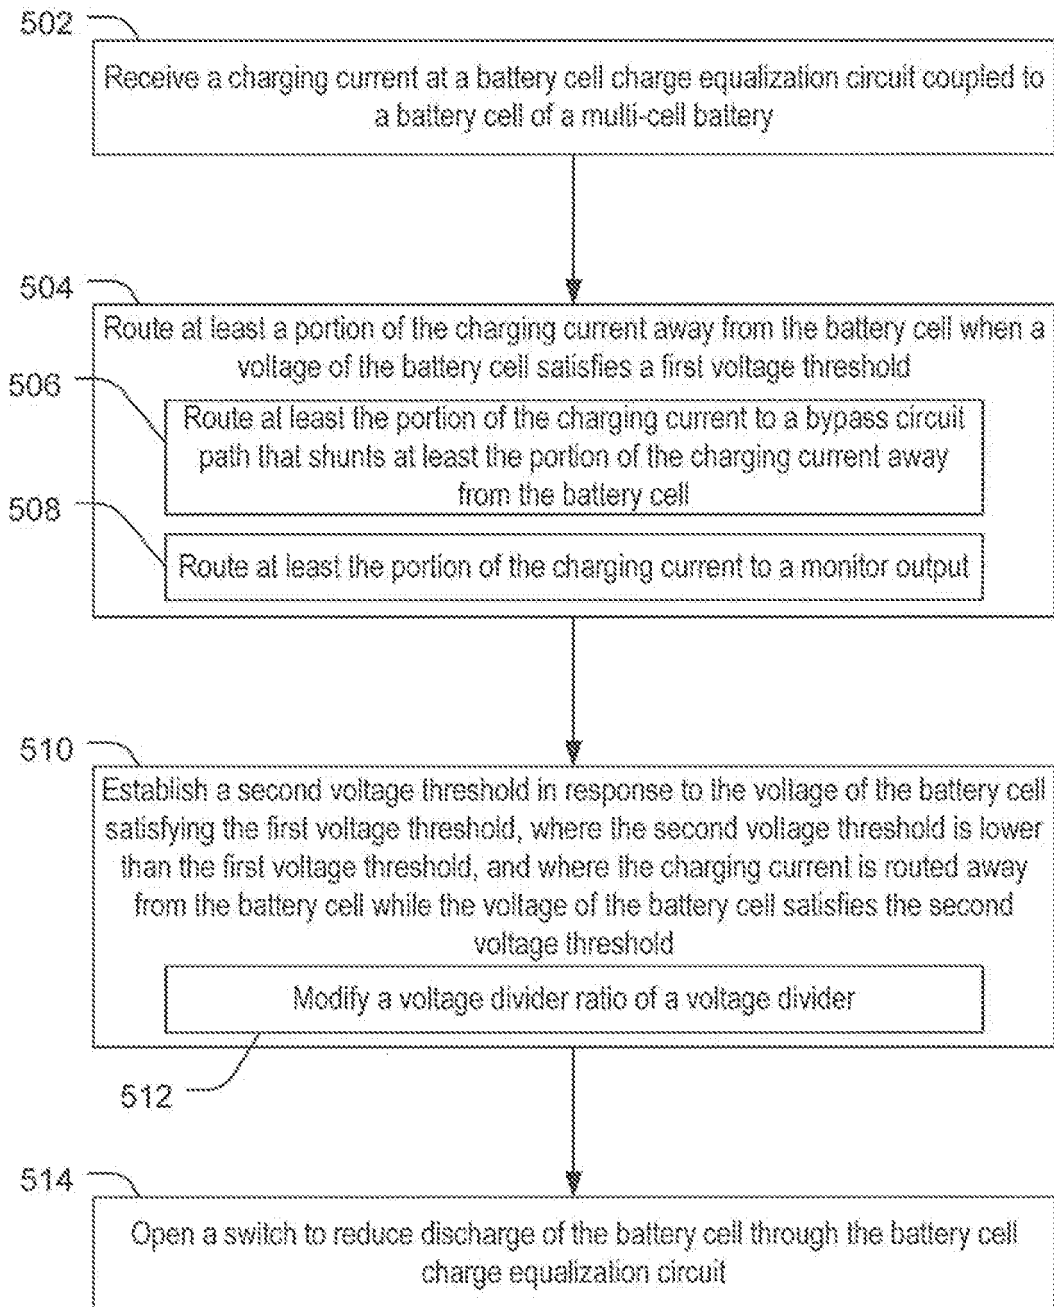 502
Receive a charging current at a battery cell charge equalization circuit coupled to
a battery cell of a multi-cell battery
504
Route at least a portion of the charging current away from the battery cell when a
voltage of the battery cell satisfies a first voltage threshold
506
Route at least the portion of the charging current to a bypass circuit
path that shunts at least the portion of the charging current away
from the battery cell
508
Route at least the portion of the charging current to a monitor output
510
Establish a second voltage threshold in response to the voltage of the battery cell
satisfying the first voltage threshold, where the second voltage threshold is lower
than the first voltage threshold, and where the charging current is routed away
from the battery cell while the voltage of the battery cell satisfies the second
voltage threshold
Modify a voltage divider ratio of a voltage divider
512
514
Open a switch to reduce discharge of the battery cell through the battery cell
charge equalization circuit